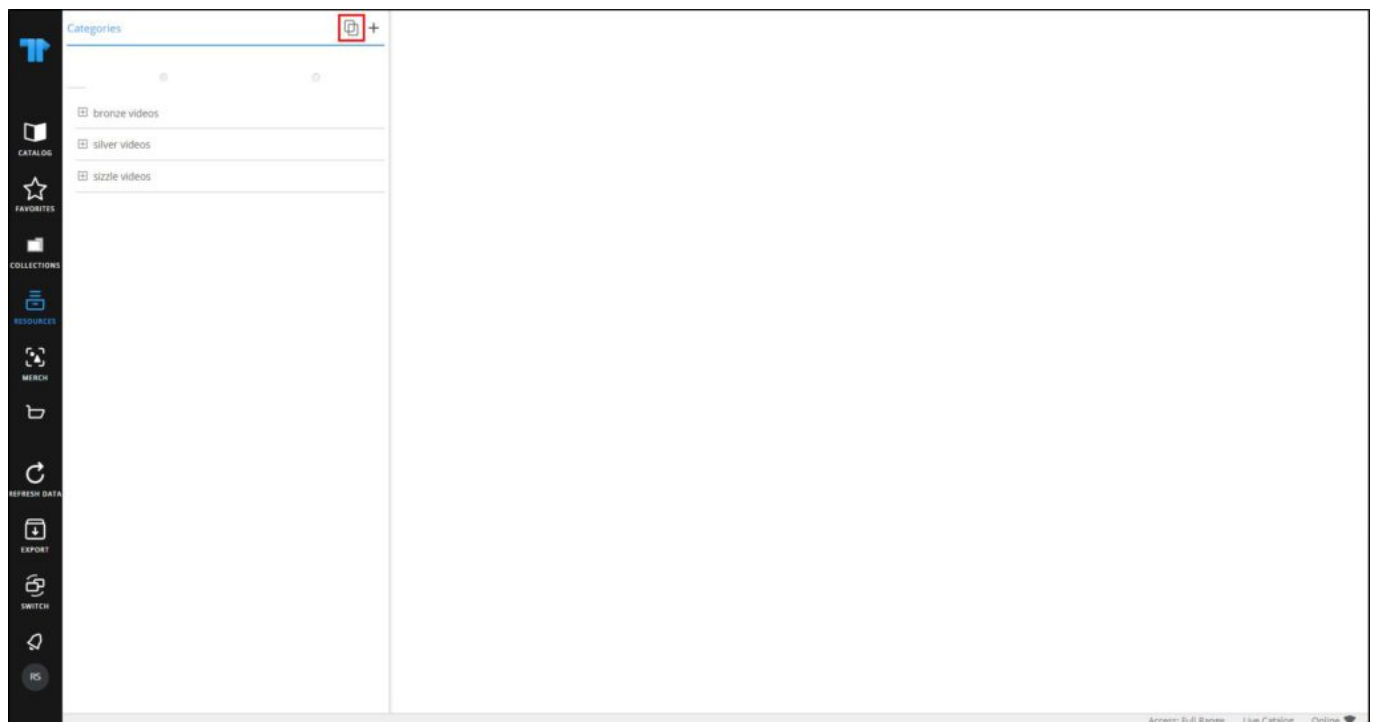 Categories
bronze videos
silver videos
sizzle videos
CATALOG
FAVORITES
COLLECTIONS
RESOURCES
MERCH
REFRESH DATA
EXPORT
SWITCH
RS
Access: Full Range Live Catalog Online